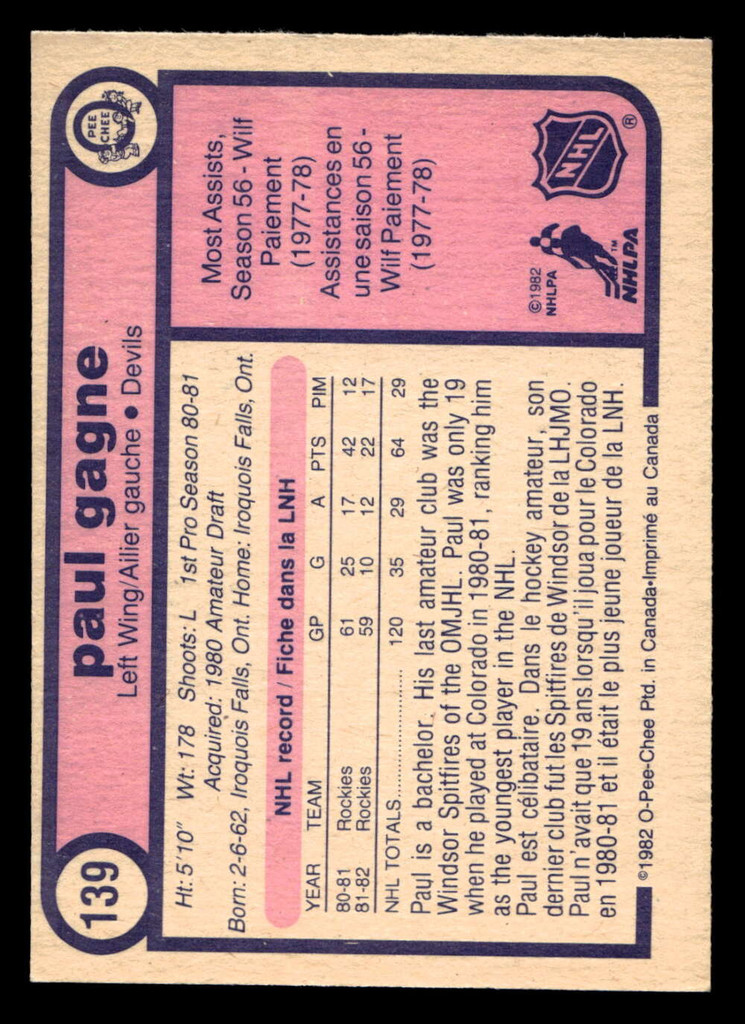 139
paul gagne
Left Wing/Ailier gauche • Devils
O
PEE
CHEE
Ht: 5'10" Wt: 178 Shoots: L 1st Pro Season 80-81
Acquired: 1980 Amateur Draft
Born: 2-6-62, Iroquois Falls, Ont. Home: Iroquois Falls, Ont.
NHL record / Fiche dans la LNH
YEAR TEAM GP G A PTS PIM
80-81 Rockies 61 25 17 42 12
81-82 Rockies 59 10 12 22 17
NHL TOTALS................... 120 35 29 64 29
Paul is a bachelor. His last amateur club was the
Windsor Spitfires of the OMJHL. Paul was only 19
when he played at Colorado in 1980-81, ranking him
as the youngest player in the NHL.
Paul est célibataire. Dans le hockey amateur, son
dernier club fut les Spitfires de Windsor de la LHJMO.
Paul n'avait que 19 ans lorsqu'il joua pour le Colorado
en 1980-81 et il était le plus jeune joueur de la LNH.
©1982 O-Pee-Chee Ptd. in Canada•Imprimé au Canada
Most Assists,
Season 56 - Wilf
Paiement
(1977-78)
Assistances en
une saison 56 -
Wilf Paiement
(1977-78)
©1982
NHLPA
TM
NHLPA
NHL
®